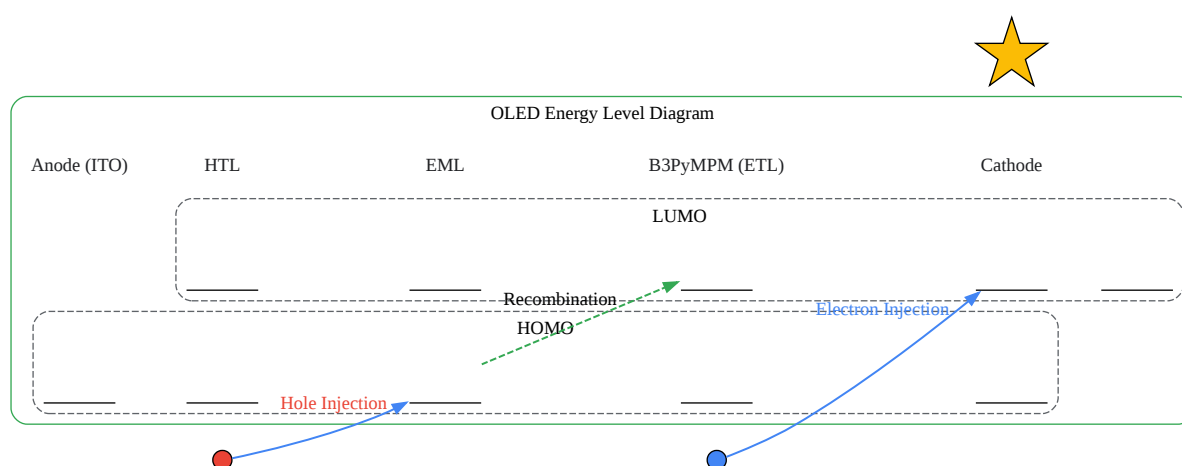 OLED Energy Level Diagram
Anode (ITO)
HTL
EML
B3PyMPM (ETL)
Cathode
LUMO
Recombination
Electron Injection
HOMO
Hole Injection